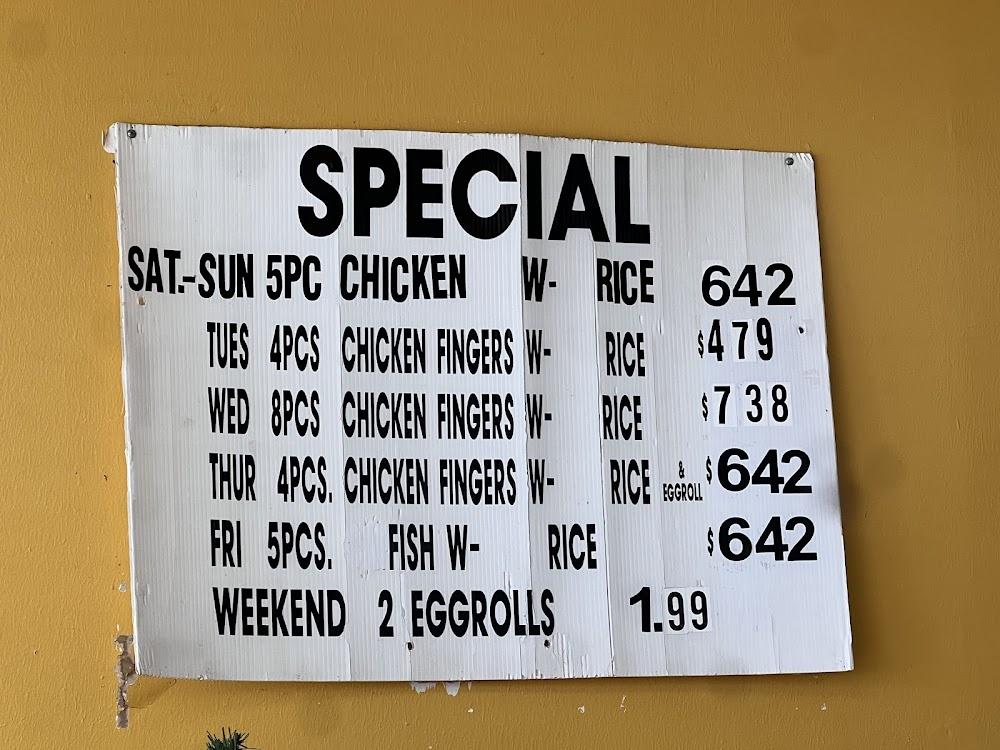 SPECIAL
SAT.-SUN 5PC CHICKEN W- RICE 642
TUES 4PCS CHICKEN FINGERS W- RICE $479
WED 8PCS CHICKEN FINGERS W- RICE $738
THUR 4PCS. CHICKEN FINGERS W- RICE & EGGROLL $642
FRI 5PCS. FISH W- RICE $642
WEEKEND 2 EGGROLLS 1.99